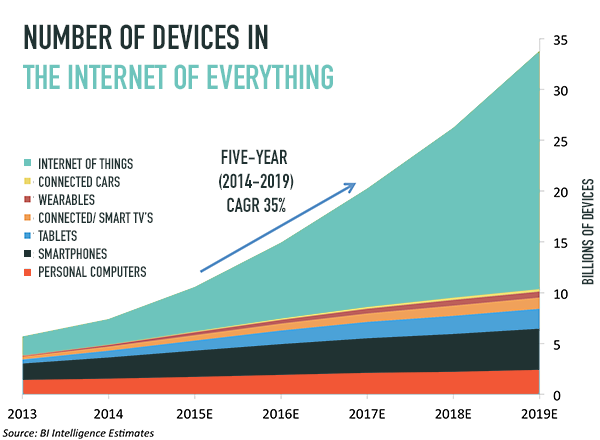 NUMBER OF DEVICES IN
THE INTERNET OF EVERYTHING
INTERNET OF THINGS
CONNECTED CARS
WEARABLES
CONNECTED/ SMART TV'S
TABLETS
SMARTPHONES
PERSONAL COMPUTERS
FIVE-YEAR
(2014-2019)
CAGR 35%
35
30
25
20
15
10
5
0
BILLIONS OF DEVICES
2013 2014 2015E 2016E 2017E 2018E 2019E
Source: BI Intelligence Estimates